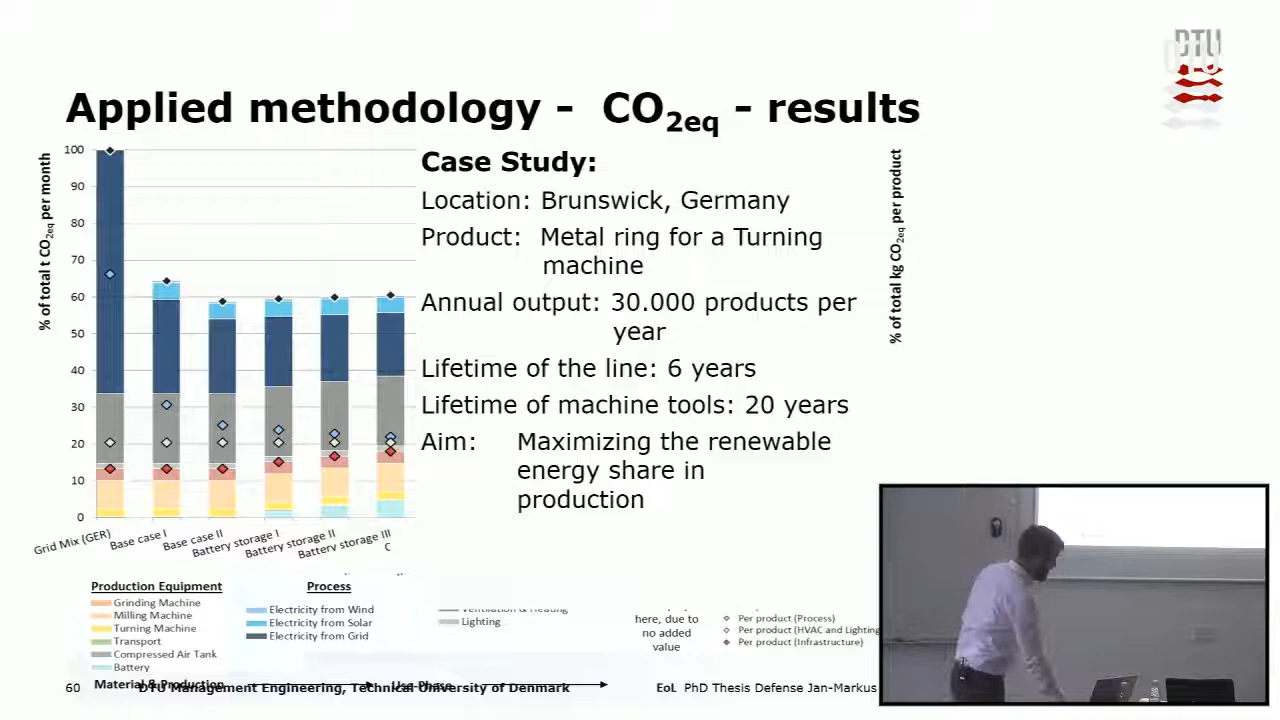 DTU
Applied methodology - CO2eq - results
% of total t CO2eq per month
100
90
80
70
60
50
40
30
20
10
0
Grid Mix (GER)
Base case I
Base case II
Battery storage I
Battery storage II
Battery storage III
C
Case Study:
Location: Brunswick, Germany
Product: Metal ring for a Turning
machine
Annual output: 30.000 products per
year
Lifetime of the line: 6 years
Lifetime of machine tools: 20 years
Aim: Maximizing the renewable
energy share in
production
% of total kg CO2eq per product
Production Equipment
Grinding Machine
Milling Machine
Turning Machine
Transport
Compressed Air Tank
Battery
Process
Electricity from Wind
Electricity from Solar
Electricity from Grid
Ventilation & Heating
Lighting
here, due to
no added
value
Per product (Process)
Per product (HVAC and Lighting
Per product (Infrastructure)
Material & Production
Use-Phase
EoL
60 DTU Management Engineering, Technical University of Denmark
PhD Thesis Defense Jan-Markus